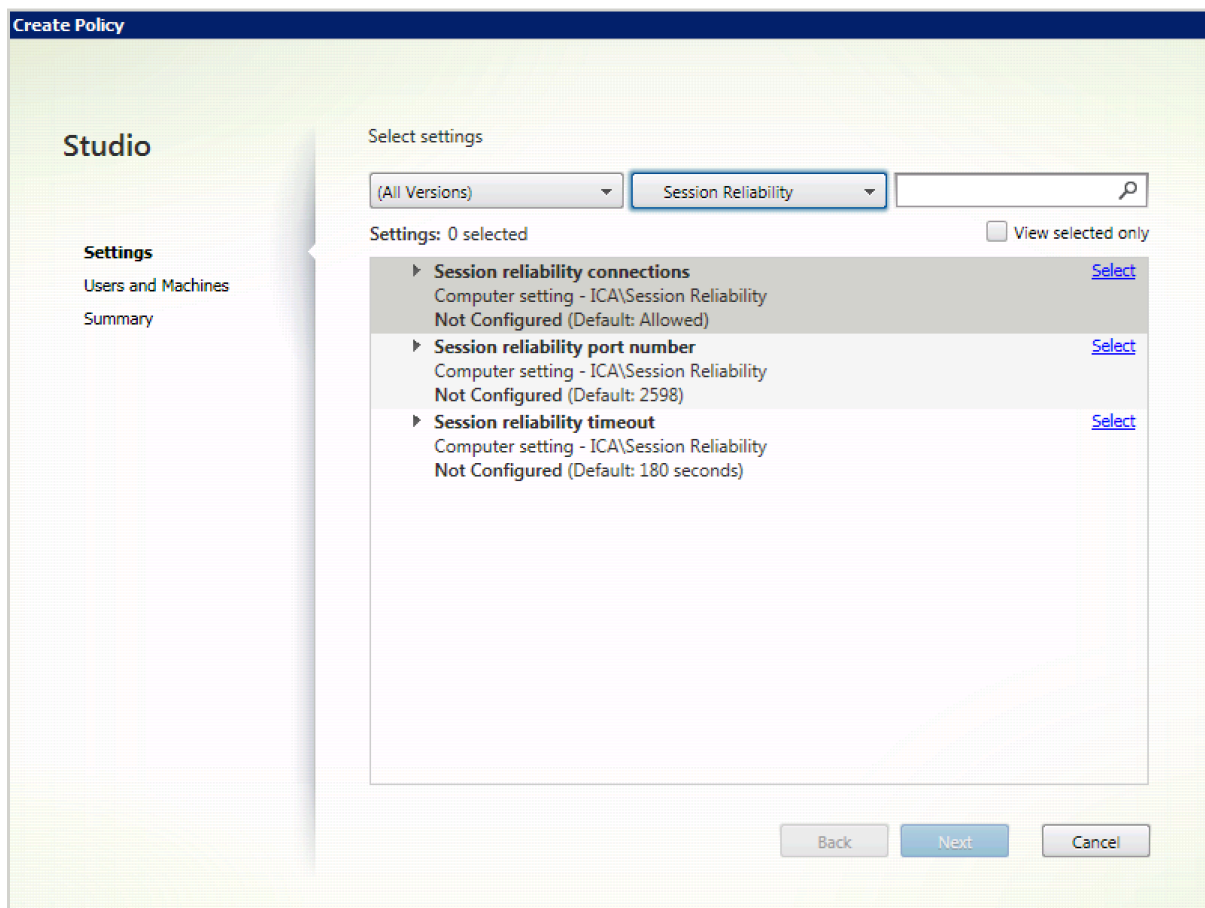 Create Policy
Studio
Settings
Users and Machines
Summary
Select settings
(All Versions)
Session Reliability
Settings: 0 selected
View selected only
Session reliability connections
Select
Computer setting - ICA\Session Reliability
Not Configured (Default: Allowed)
Session reliability port number
Select
Computer setting - ICA\Session Reliability
Not Configured (Default: 2598)
Session reliability timeout
Select
Computer setting - ICA\Session Reliability
Not Configured (Default: 180 seconds)
Back
Next
Cancel